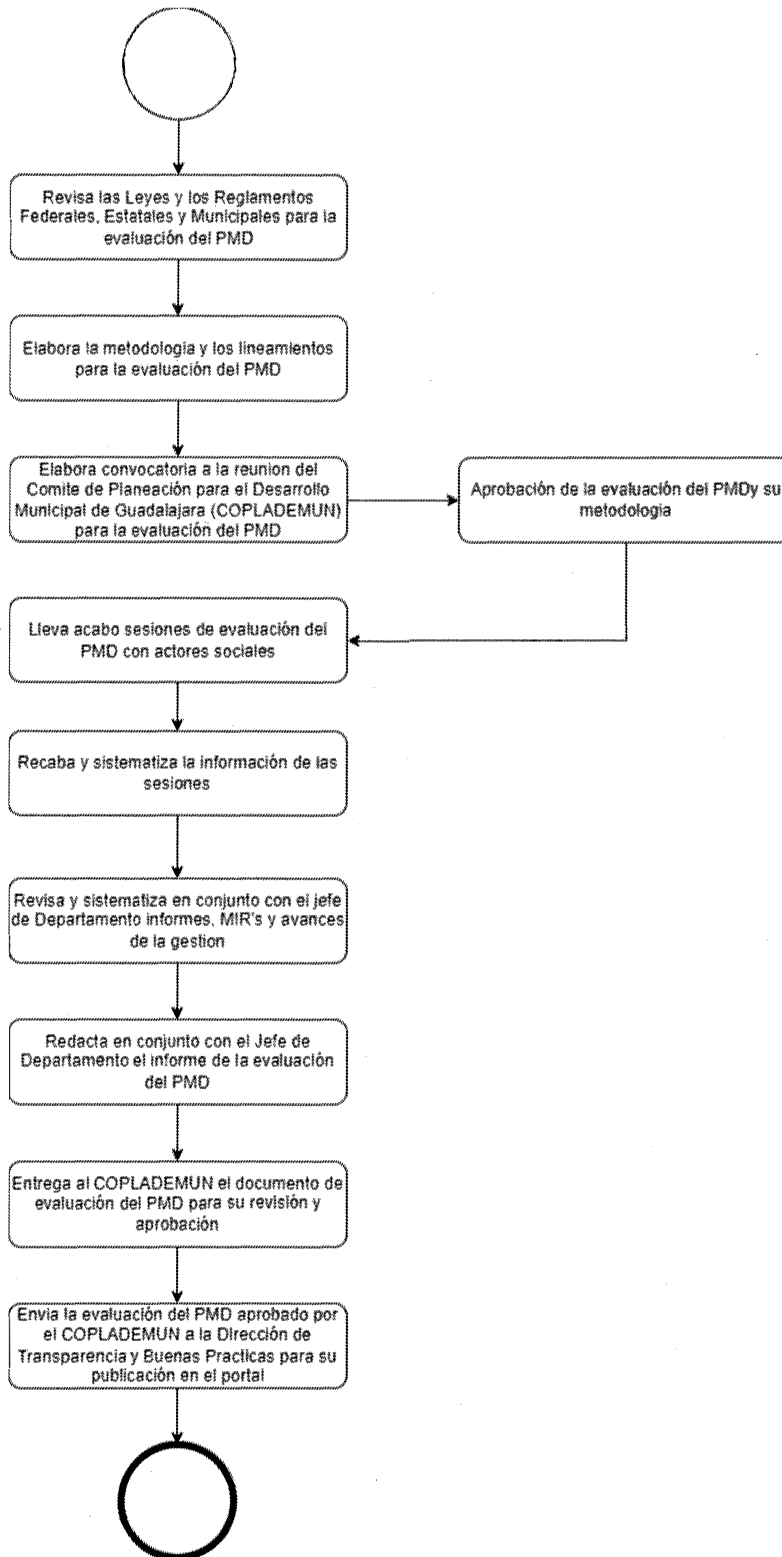 Revisa las Leyes y los Reglamentos
Federales, Estatales y Municipales para la
evaluación del PMD
Elabora la metodologia y los lineamientos
para la evaluación del PMD
Elabora convocatoria a la reunion del
Comite de Planeación para el Desarrollo
Municipal de Guadalajara (COPLADEMUN)
para la evaluación del PMD
Aprobación de la evaluación del PMDy su
metodologia
Lleva acabo sesiones de evaluación del
PMD con actores sociales
Recaba y sistematiza la información de las
sesiones
Revisa y sistematiza en conjunto con el jefe
de Departamento informes, MIR's y avances
de la gestion
Redacta en conjunto con el Jefe de
Departamento el informe de la evaluación
del PMD
Entrega al COPLADEMUN el documento de
evaluación del PMD para su revisión y
aprobación
Envia la evaluación del PMD aprobado por
el COPLADEMUN a la Dirección de
Transparencia y Buenas Practicas para su
publicación en el portal